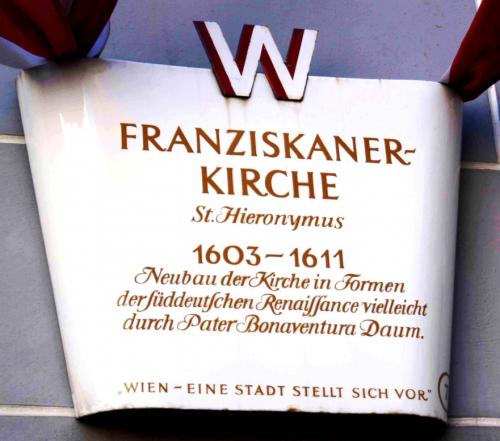 W
FRANZISKANER-
KIRCHE
St. Hieronymus
1603–1611
Neubau der Kirche in Formen
der süddeutſchen Renaiſſance vielleicht
durch Pater Bonaventura Daum.
„WIEN – EINE STADT STELLT SICH VOR"